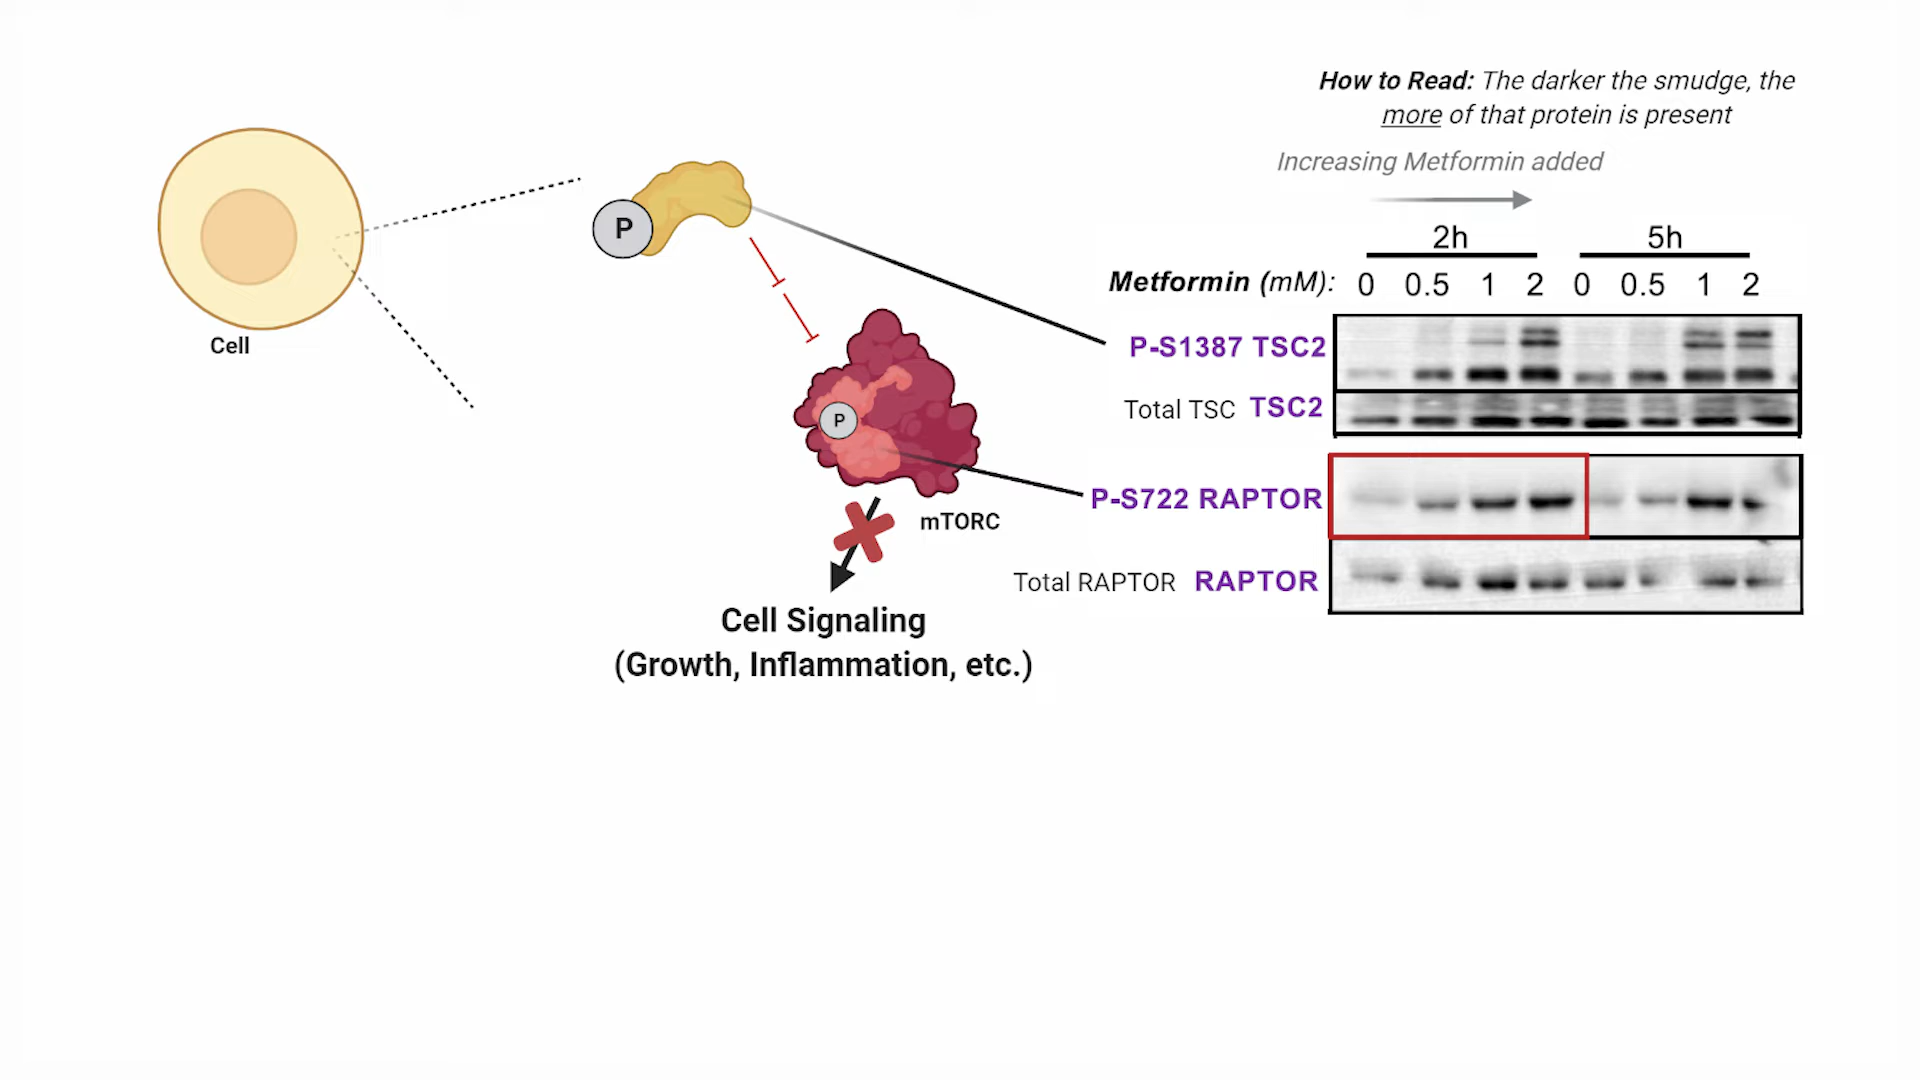 How to Read: The darker the smudge, the
more of that protein is present
Increasing Metformin added
2h 5h
Metformin (mM): 0 0.5 1 2 0 0.5 1 2
P
Cell
P-S1387 TSC2
Total TSC TSC2
P
P-S722 RAPTOR
mTORC
Total RAPTOR RAPTOR
Cell Signaling
(Growth, Inflammation, etc.)